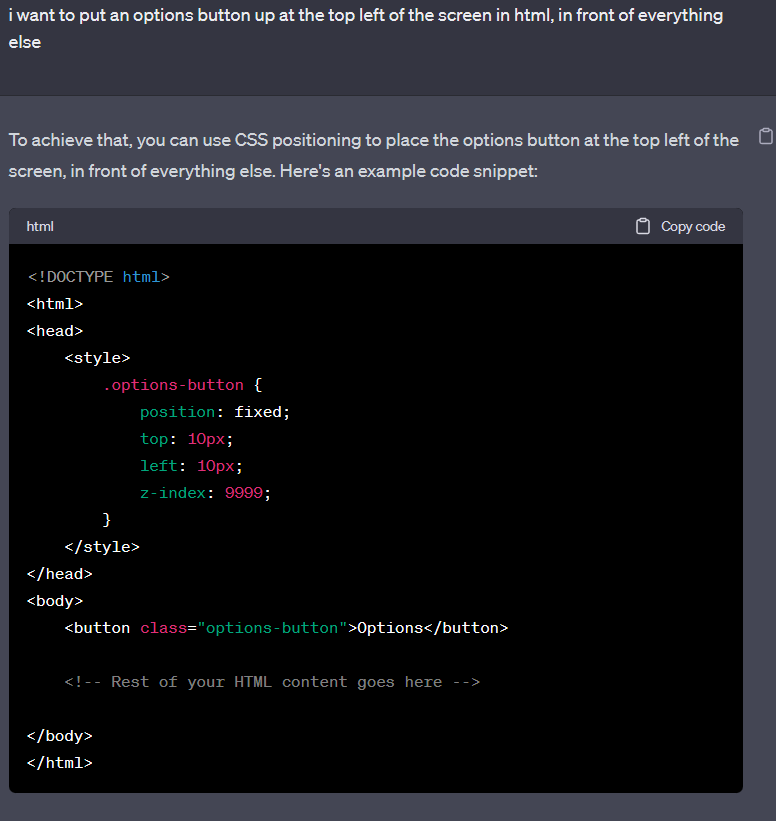 i want to put an options button up at the top left of the screen in html, in front of everything
else
To achieve that, you can use CSS positioning to place the options button at the top left of the
screen, in front of everything else. Here's an example code snippet:
html
Copy code
<!DOCTYPE html>
<html>
<head>
    <style>
        .options-button {
            position: fixed;
            top: 10px;
            left: 10px;
            z-index: 9999;
        }
    </style>
</head>
<body>
    <button class="options-button">Options</button>
    <!-- Rest of your HTML content goes here -->
</body>
</html>